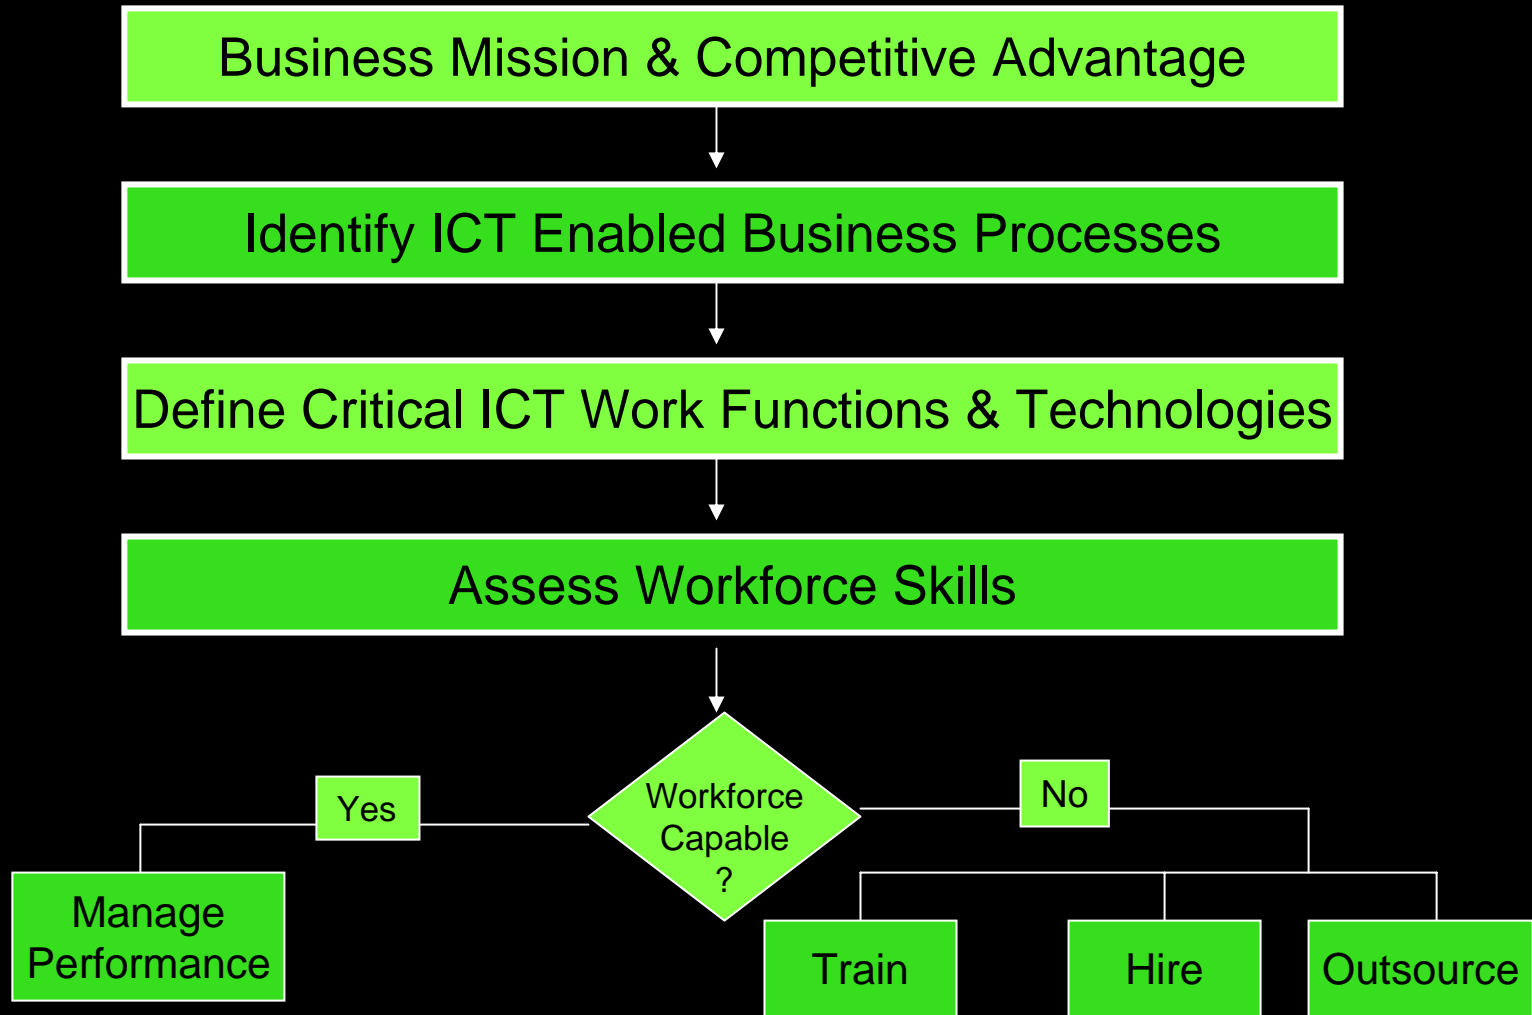 Business Mission & Competitive Advantage
Identify ICT Enabled Business Processes
Define Critical ICT Work Functions & Technologies
Assess Workforce Skills
Workforce
Capable
?
Yes
No
Manage
Performance
Train
Hire
Outsource